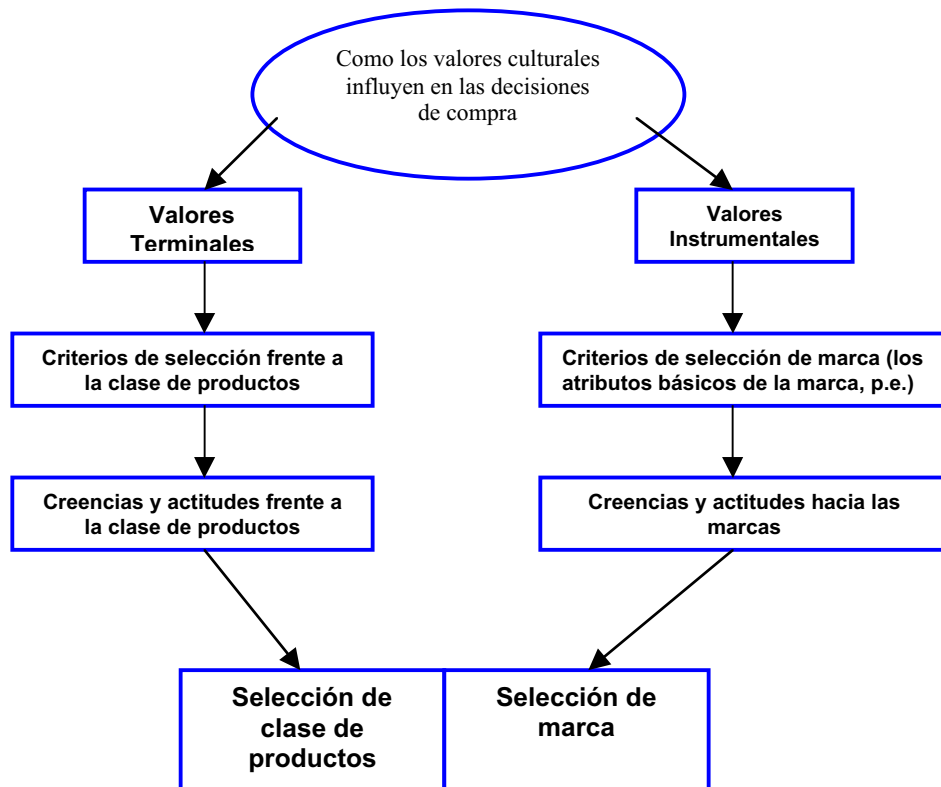 Como los valores culturales
influyen en las decisiones
de compra
Valores
Terminales
Valores
Instrumentales
Criterios de selección frente a
la clase de productos
Criterios de selección de marca (los
atributos básicos de la marca, p.e.)
Creencias y actitudes frente a
la clase de productos
Creencias y actitudes hacia las
marcas
Selección de
clase de
productos
Selección de
marca